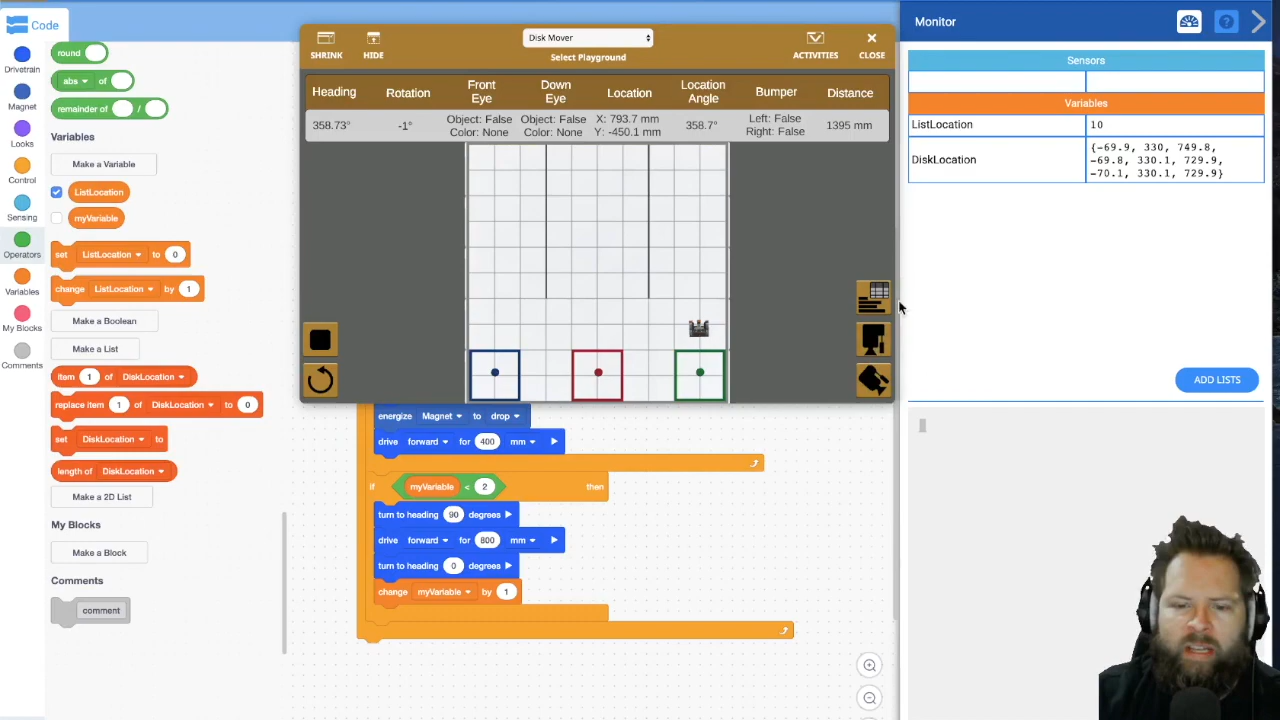 Code
Drivetrain
Magnet
Looks
Control
Sensing
Operators
Variables
My Blocks
Comments
round
abs of
remainder of /
Variables
Make a Variable
ListLocation
myVariable
set ListLocation to 0
change ListLocation by 1
Make a Boolean
Make a List
item 1 of DiskLocation
replace item 1 of DiskLocation to 0
set DiskLocation to
length of DiskLocation
Make a 2D List
My Blocks
Make a Block
Comments
comment
SHRINK
HIDE
Disk Mover
Select Playground
ACTIVITIES
CLOSE
Heading Rotation Front Eye Down Eye Location Location Angle Bumper Distance
358.73° -1° Object: False Color: None Object: False Color: None X: 793.7 mm Y: -450.1 mm 358.7° Left: False Right: False 1395 mm
energize Magnet to drop
drive forward for 400 mm
if myVariable < 2 then
turn to heading 90 degrees
drive forward for 800 mm
turn to heading 0 degrees
change myVariable by 1
Monitor
?
Sensors
Variables
ListLocation 10
DiskLocation {-69.9, 330, 749.8,
-69.8, 330.1, 729.9,
-70.1, 330.1, 729.9}
ADD LISTS